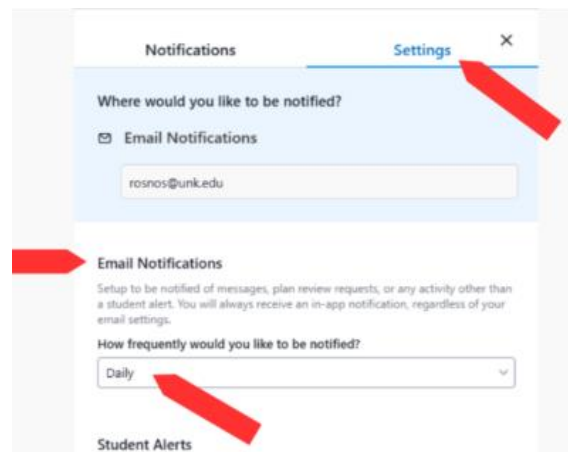 Notifications Settings
Where would you like to be notified?
Email Notifications
rosnos@unk.edu
Email Notifications
Setup to be notified of messages, plan review requests, or any activity other than
a student alert. You will always receive an in-app notification, regardless of your
email settings.
How frequently would you like to be notified?
Daily
Student Alerts